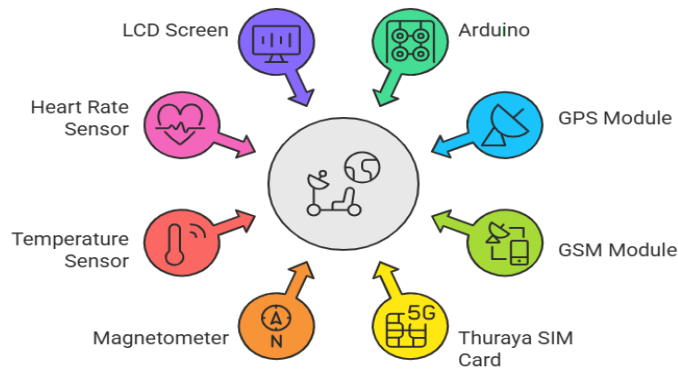 LCD Screen
Arduino
Heart Rate
Sensor
GPS Module
Temperature
Sensor
GSM Module
Magnetometer
N
5G
Thuraya SIM
Card